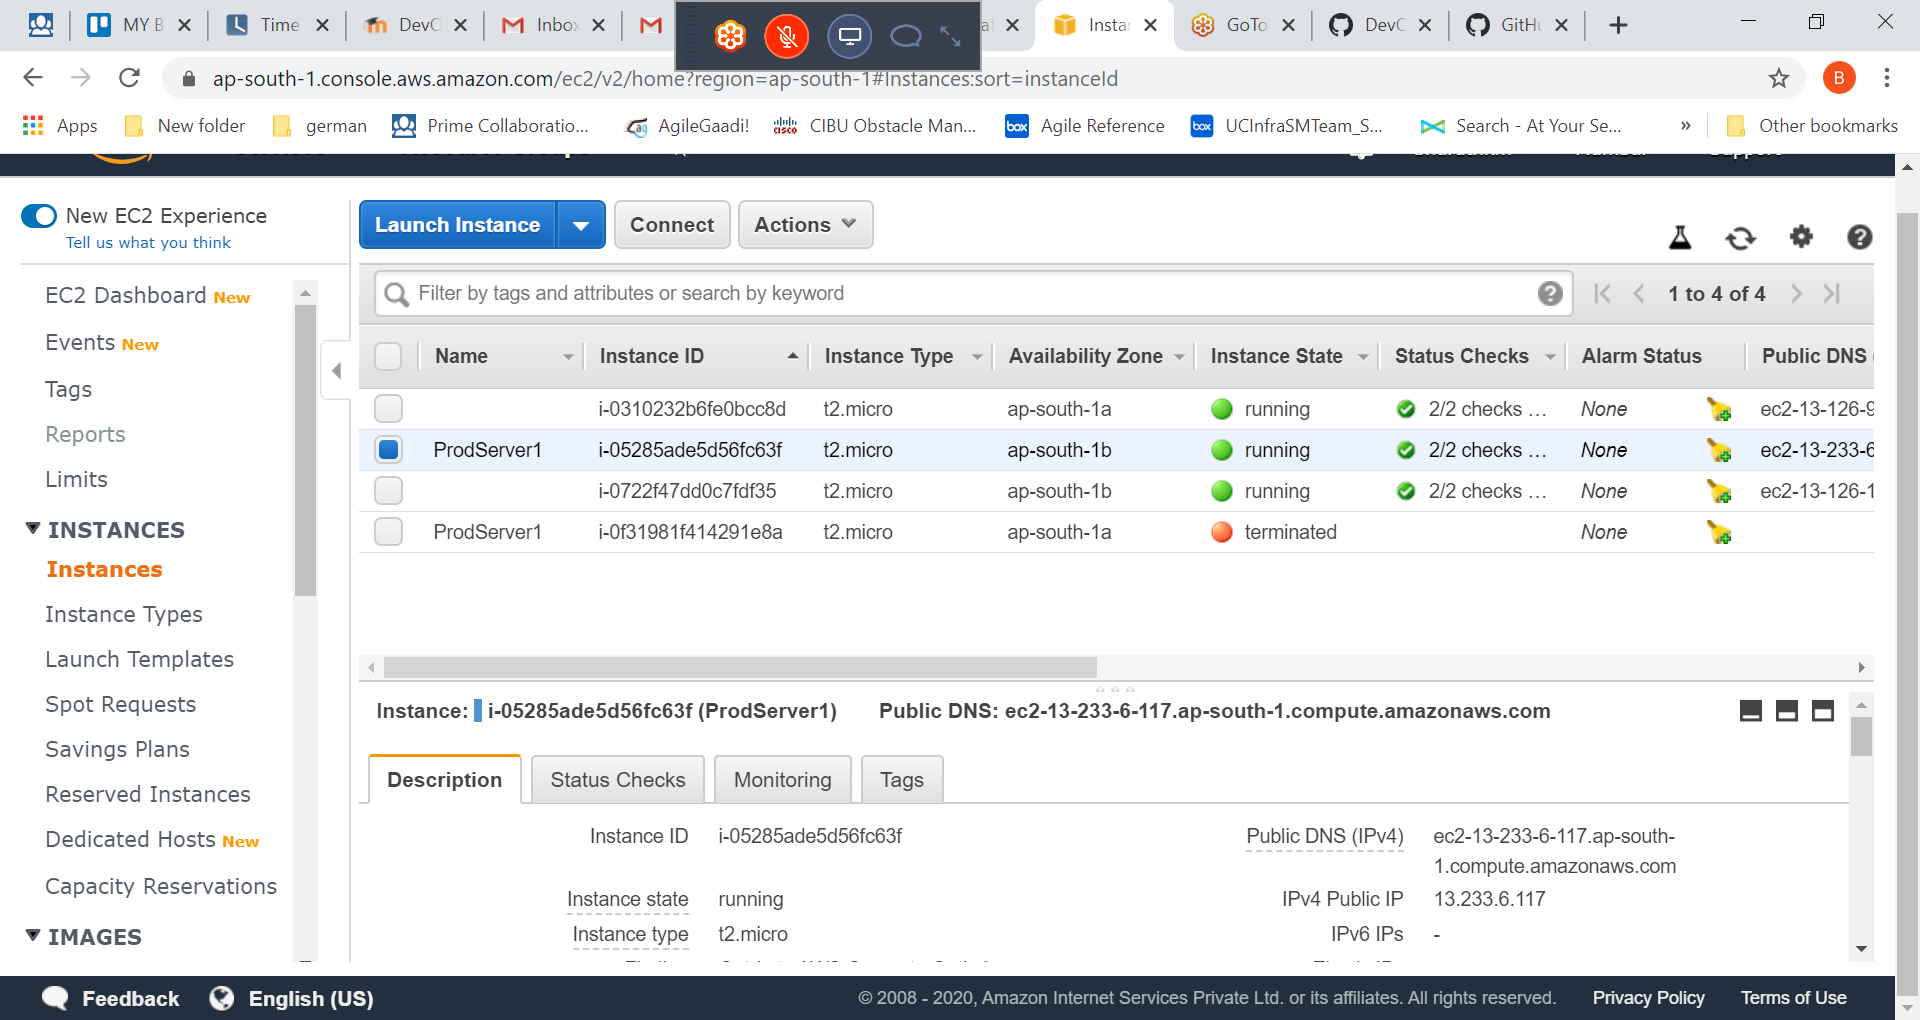 MY B
Time
DevO
Inbo
Instan
GoTo
DevO
GitHu
ap-south-1.console.aws.amazon.com/ec2/v2/home?region=ap-south-1#Instances:sort=instanceId
B
Apps
New folder
german
Prime Collaboratio...
AgileGaadi!
CIBU Obstacle Man...
Agile Reference
UCInfraSMTeam_S...
Search - At Your Se...
»
Other bookmarks
New EC2 Experience
Tell us what you think
Launch Instance
Connect
Actions
EC2 Dashboard New
Events New
Tags
Reports
Limits
INSTANCES
Instances
Instance Types
Launch Templates
Spot Requests
Savings Plans
Reserved Instances
Dedicated Hosts New
Capacity Reservations
IMAGES
Filter by tags and attributes or search by keyword
1 to 4 of 4
Name Instance ID Instance Type Availability Zone Instance State Status Checks Alarm Status Public DNS (
i-0310232b6fe0bcc8d t2.micro ap-south-1a running 2/2 checks ... None ec2-13-126-9
ProdServer1 i-05285ade5d56fc63f t2.micro ap-south-1b running 2/2 checks ... None ec2-13-233-6
i-0722f47dd0c7fdf35 t2.micro ap-south-1b running 2/2 checks ... None ec2-13-126-1
ProdServer1 i-0f31981f414291e8a t2.micro ap-south-1a terminated None
Instance: i-05285ade5d56fc63f (ProdServer1) Public DNS: ec2-13-233-6-117.ap-south-1.compute.amazonaws.com
Description
Status Checks
Monitoring
Tags
Instance ID i-05285ade5d56fc63f
Instance state running
Instance type t2.micro
Public DNS (IPv4) ec2-13-233-6-117.ap-south-
1.compute.amazonaws.com
IPv4 Public IP 13.233.6.117
IPv6 IPs -
Feedback
English (US)
© 2008 - 2020, Amazon Internet Services Private Ltd. or its affiliates. All rights reserved.
Privacy Policy
Terms of Use